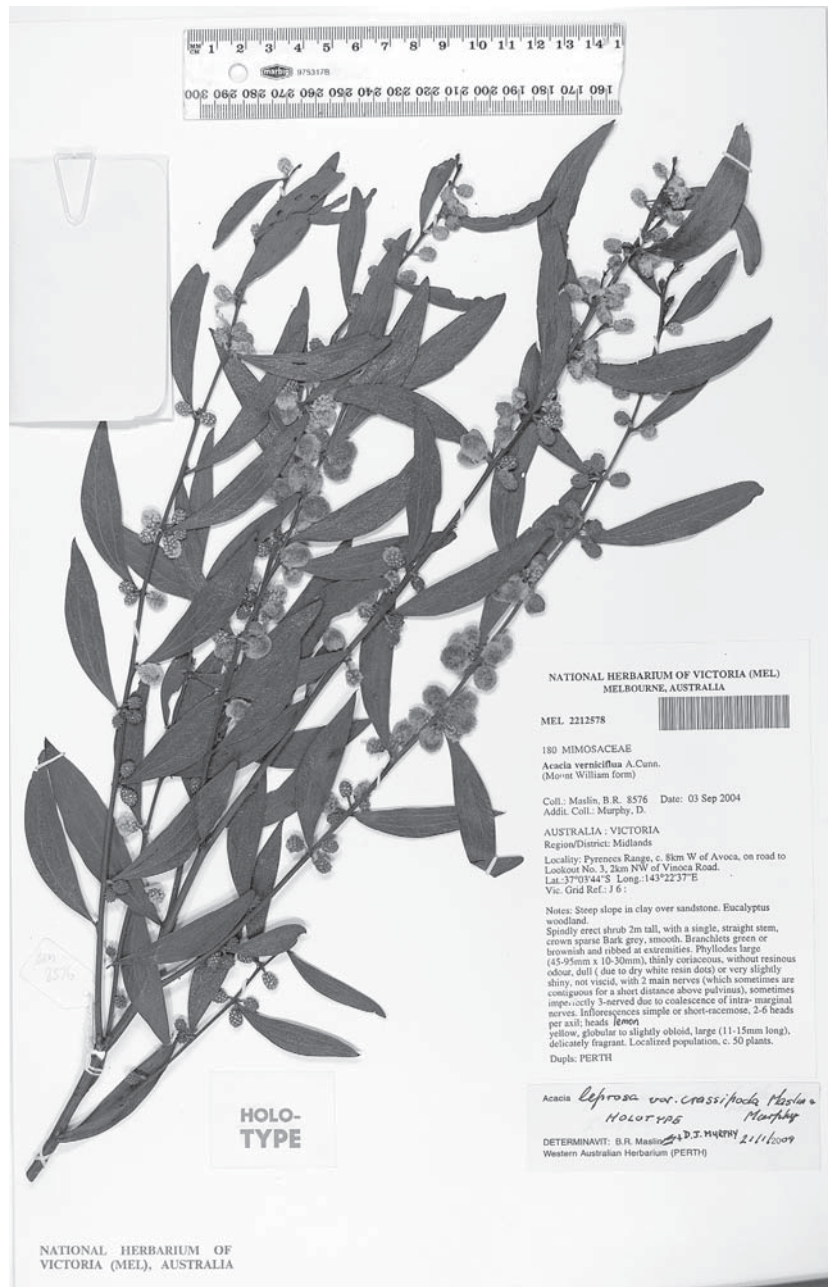 MM
CM 1 2 3 4 5 6 7 8 9 10 11 12 13 14 1
marbig 975317B
300 290 280 270 260 250 240 230 220 210 200 190 180 170 160
NATIONAL HERBARIUM OF VICTORIA (MEL)
MELBOURNE, AUSTRALIA
MEL 2212578
180 MIMOSACEAE
Acacia verniciflua A.Cunn.
(Mount William form)
Coll.: Maslin, B.R. 8576 Date: 03 Sep 2004
Addit. Coll.: Murphy, D.
AUSTRALIA : VICTORIA
Region/District: Midlands
Locality: Pyrenees Range, c. 8km W of Avoca, on road to
Lookout No. 3, 2km NW of Vinoca Road.
Lat.:37°03'44"S Long.:143°22'37"E
Vic. Grid Ref.: J 6 :
Notes: Steep slope in clay over sandstone. Eucalyptus
woodland.
Spindly erect shrub 2m tall, with a single, straight stem,
crown sparse Bark grey, smooth. Branchlets green or
brownish and ribbed at extremities. Phyllodes large
(45-95mm x 10-30mm), thinly coriaceous, without resinous
odour, dull ( due to dry white resin dots) or very slightly
shiny, not viscid, with 2 main nerves (which sometimes are
contiguous for a short distance above pulvinus), sometimes
imperfectly 3-nerved due to coalescence of intra- marginal
nerves. Inflorescences simple or short-racemose, 2-6 heads
per axil; heads lemon
yellow, globular to slightly obloid, large (11-15mm long),
delicately fragrant. Localized population, c. 50 plants.
Dupls: PERTH
Acacia leprosa var. crassipoda Maslin &
HOLOTYPE Murphy
DETERMINAVIT: B.R. Maslin & D.J. MURPHY 21/1/2009
Western Australian Herbarium (PERTH)
HOLO-
TYPE
NATIONAL HERBARIUM OF
VICTORIA (MEL), AUSTRALIA